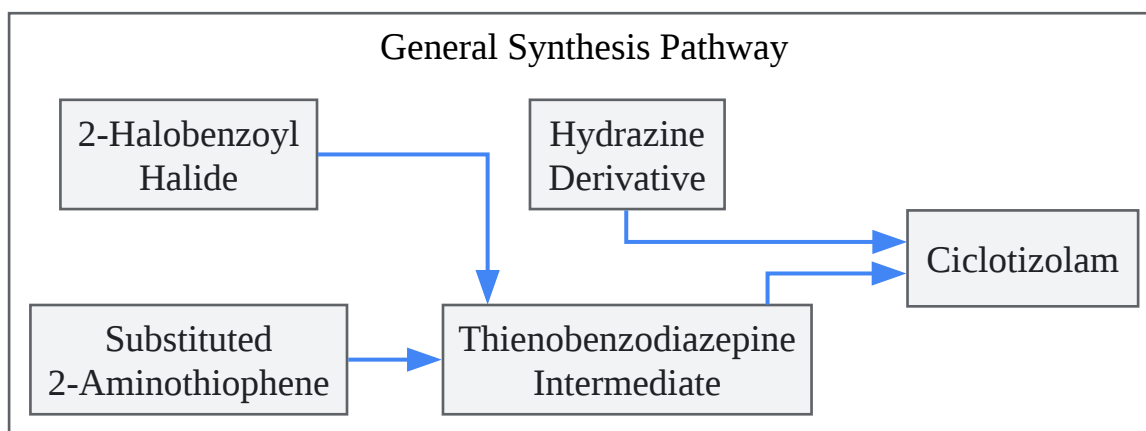 General Synthesis Pathway
2-Halobenzoyl
Halide
Hydrazine
Derivative
Ciclotizolam
Substituted
2-Aminothiophene
Thienobenzodiazepine
Intermediate